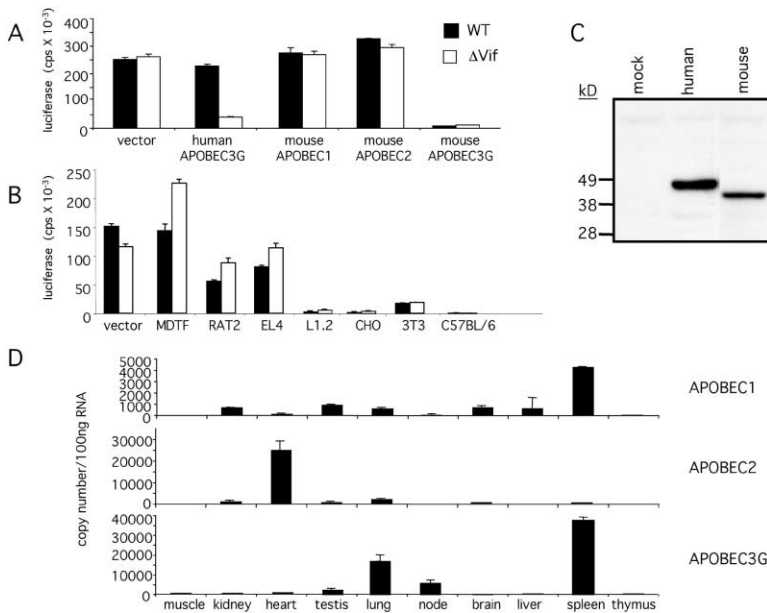 A
luciferase (cps X 10⁻³)
400
300
200
100
0
WT
ΔVif
vector
human APOBEC3G
mouse APOBEC1
mouse APOBEC2
mouse APOBEC3G
B
luciferase (cps X 10⁻³)
250
200
150
100
50
0
vector MDTF RAT2 EL4 L1.2 CHO 3T3 C57BL/6
C
mock human mouse
kD
49
38
28
D
copy number/100ng RNA
5000
4000
3000
2000
1000
0
APOBEC1
30000
20000
10000
0
APOBEC2
40000
30000
20000
10000
0
APOBEC3G
muscle kidney heart testis lung node brain liver spleen thymus